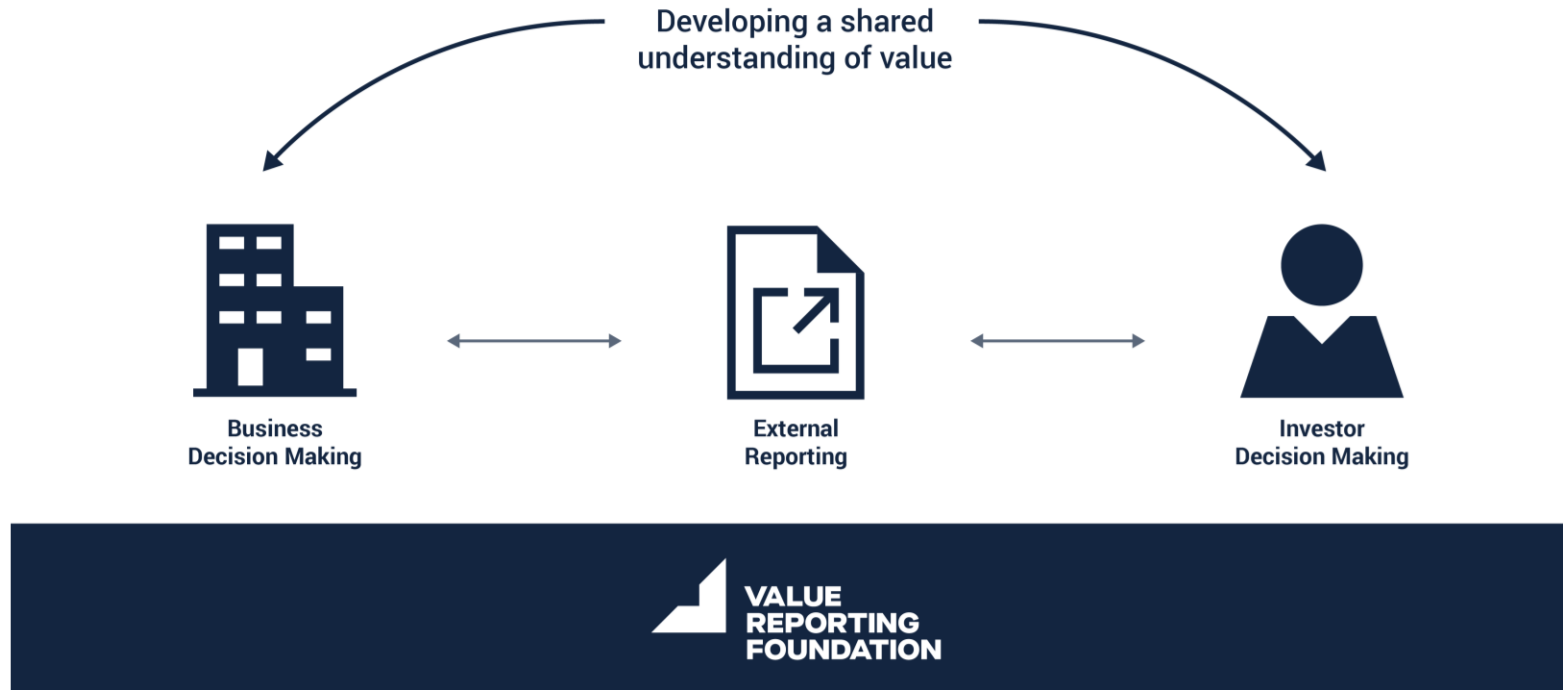 Developing a shared
understanding of value
Business
Decision Making
External
Reporting
Investor
Decision Making
VALUE
REPORTING
FOUNDATION